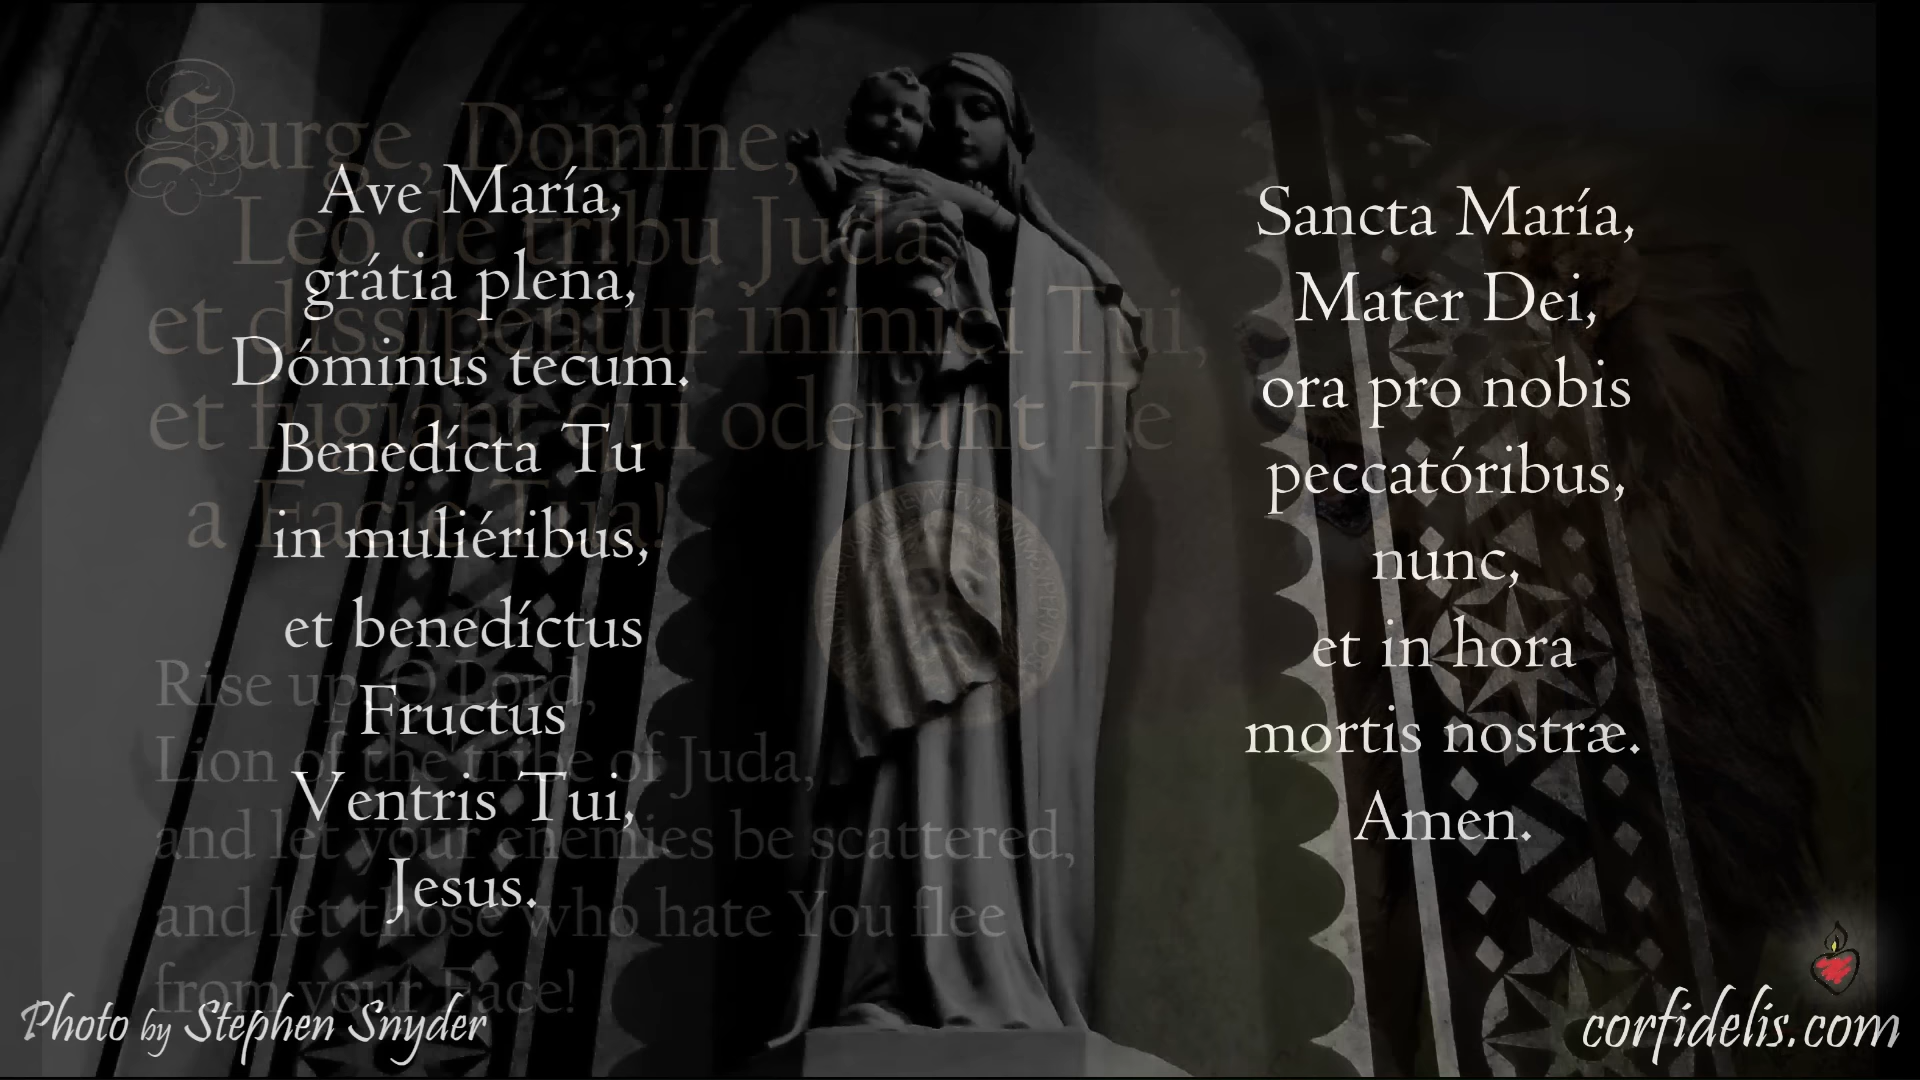 Ave María,
grátia plena,
Dóminus tecum.
Benedícta Tu
in muliéribus,
et benedíctus
Fructus
Ventris Tui,
Jesus.
Sancta María,
Mater Dei,
ora pro nobis
peccatóribus,
nunc,
et in hora
mortis nostræ.
Amen.
Surge, Domine,
Leo de tribu Juda,
et dissipentur inimici Tui,
et fugiant qui oderunt Te
a Facie Tua!
Rise up, O Lord,
Lion of the tribe of Juda,
and let your enemies be scattered,
and let those who hate You flee
from your Face!
Photo by Stephen Snyder
corfidelis.com